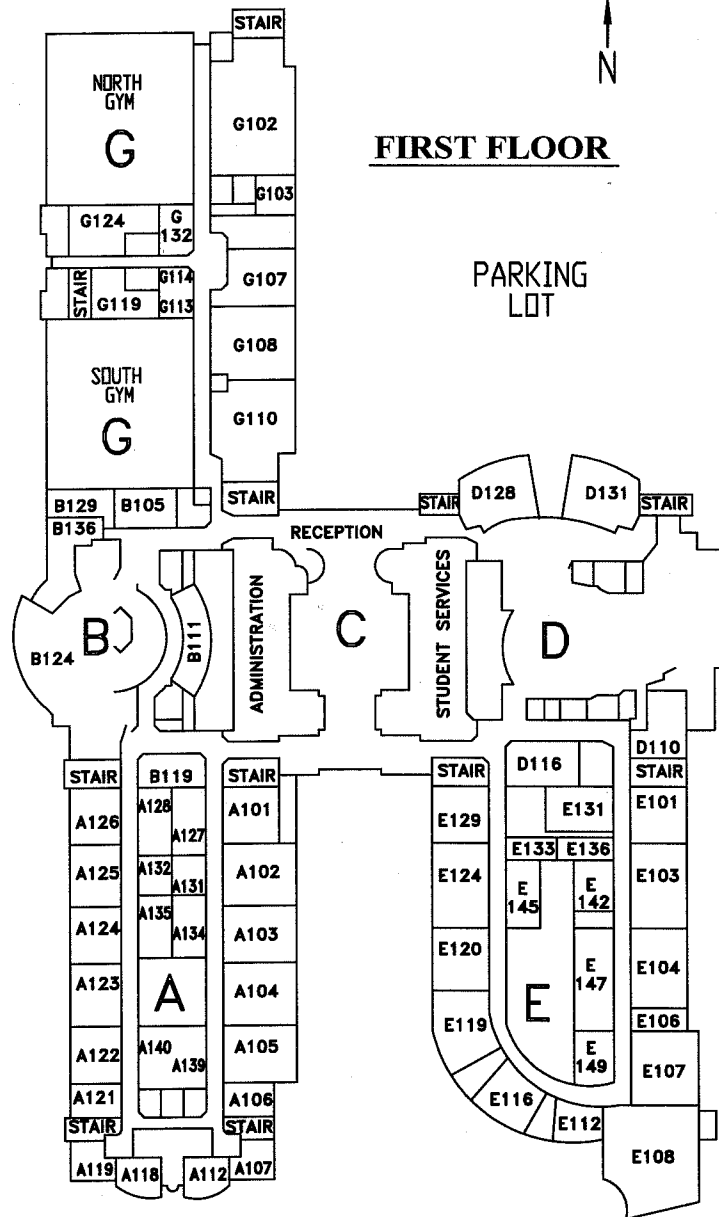 STAIR
N
NORTH
GYM
G
G102
FIRST FLOOR
G103
G124
G
132
PARKING
LOT
STAIR
G114
G119
G113
G107
G108
SOUTH
GYM
G
G110
STAIR
B129
B105
B136
RECEPTION
STAIR
D128
D131
STAIR
B124
B
B111
ADMINISTRATION
C
STUDENT SERVICES
D
D110
STAIR
B119
STAIR
STAIR
D116
STAIR
A126
A128
A127
A101
E129
E131
E101
A125
A132
A131
A102
E124
E133
E136
E103
E
145
E
142
A124
A135
A134
A103
E120
E104
A123
A
A104
E
E
147
E119
E106
A122
A140
A139
A105
E
149
E107
A121
A106
E116
E112
STAIR
STAIR
A119
A118
A112
A107
E108